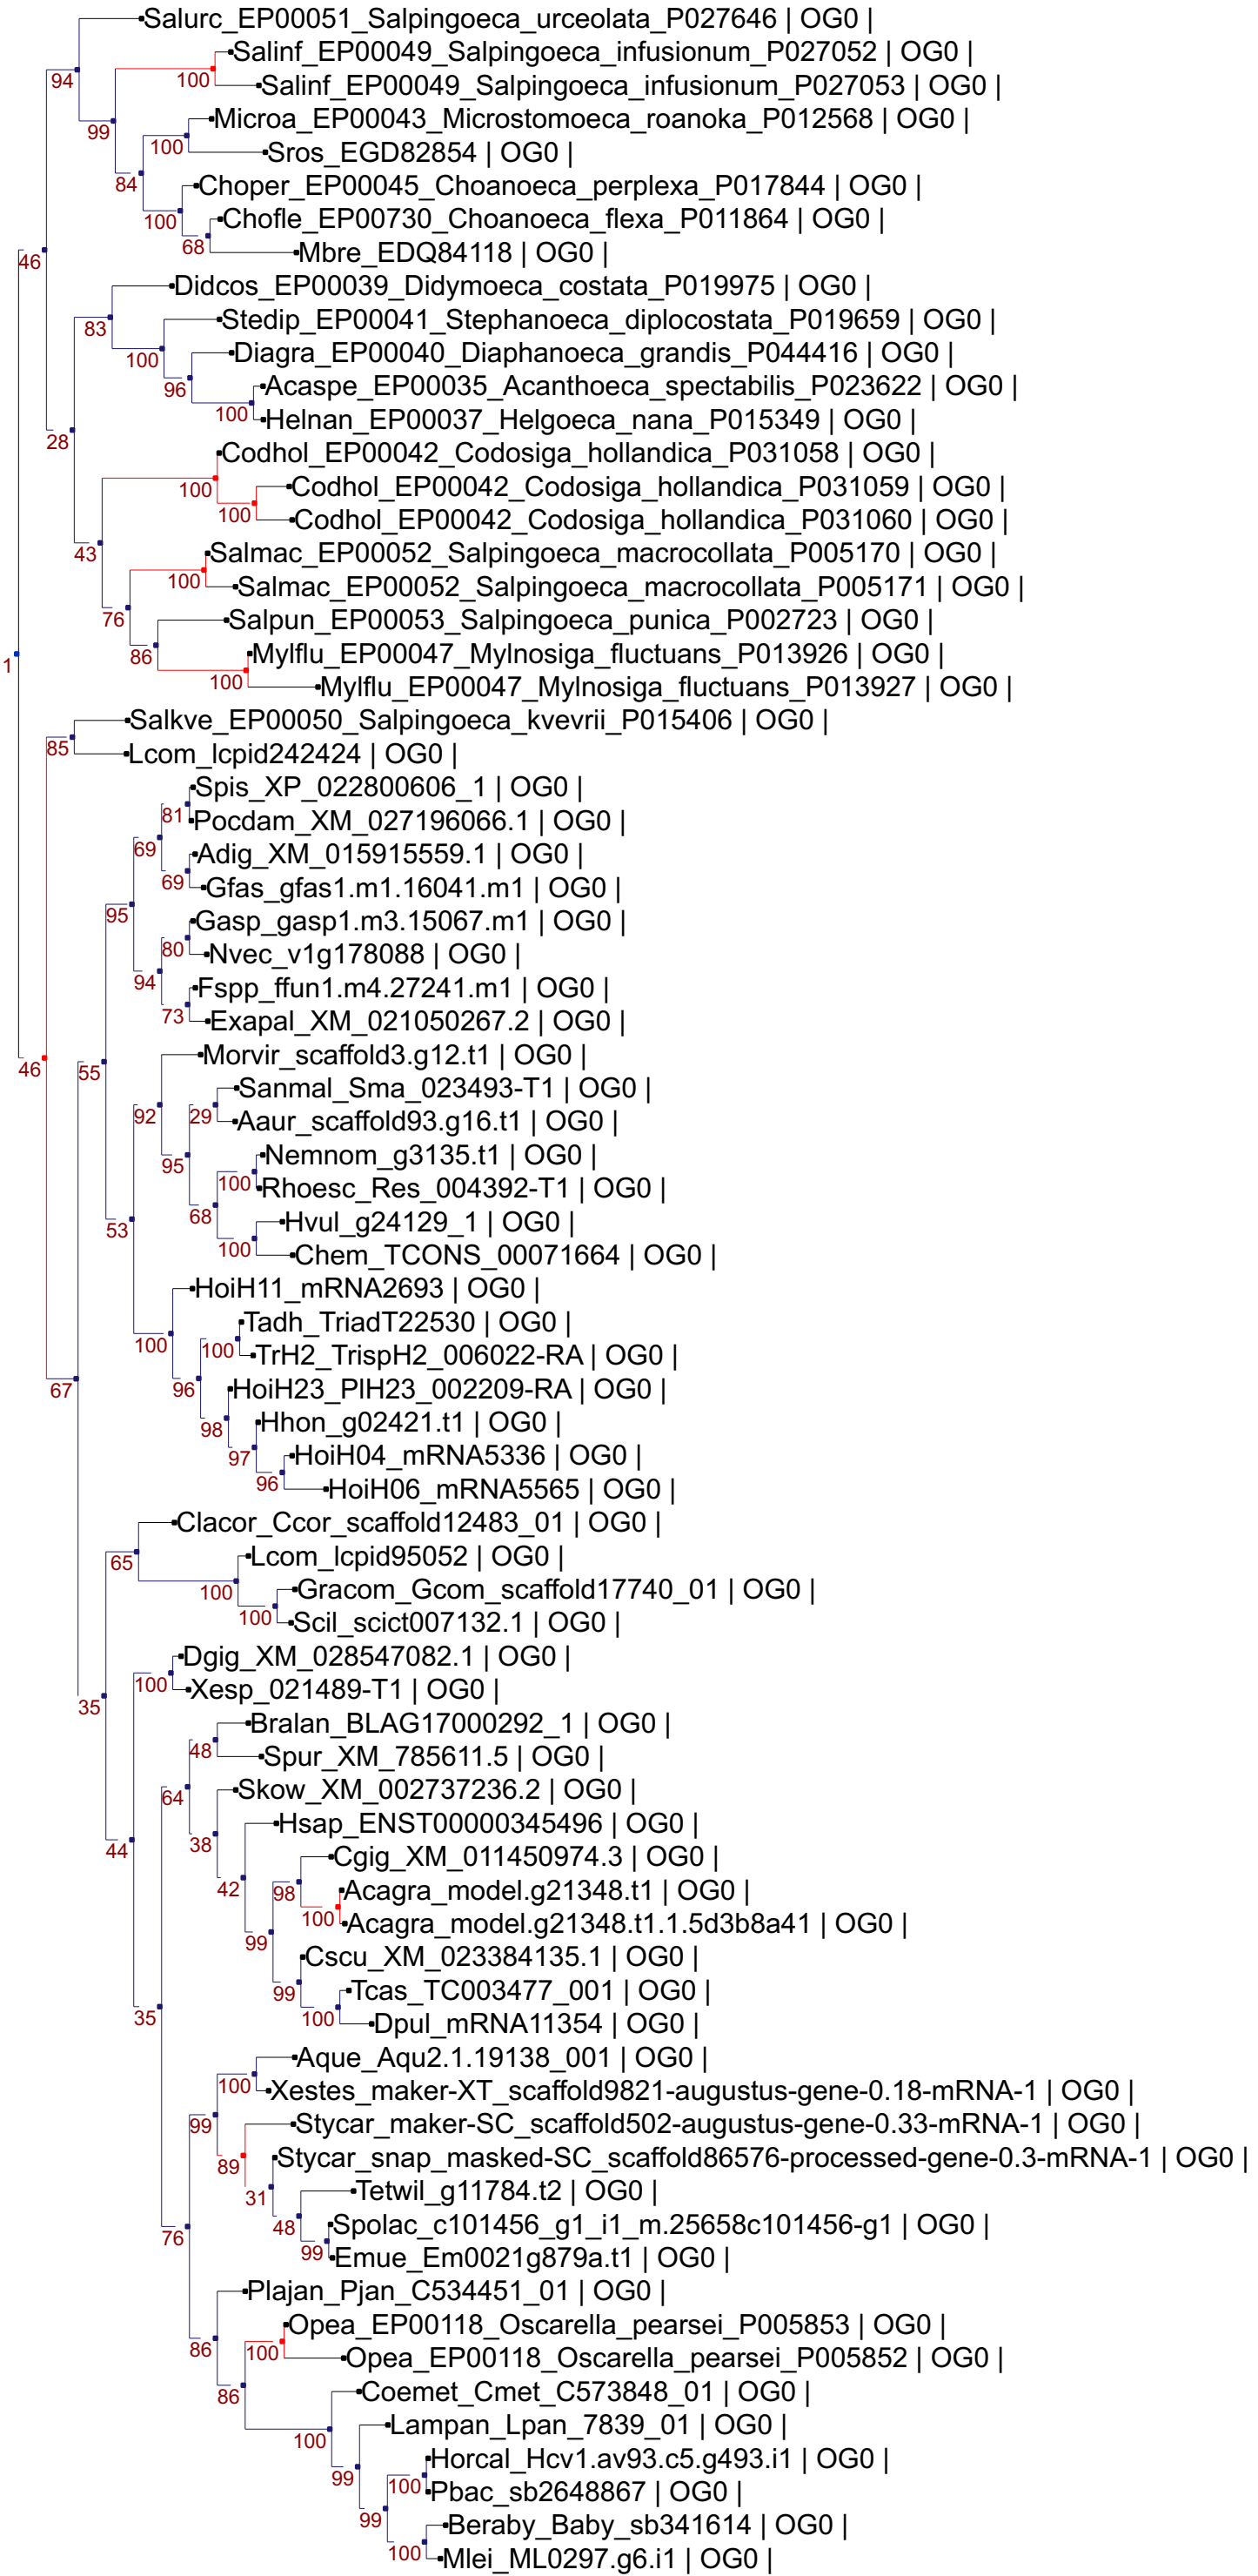 Salurc_EP00051_Salpingoeca_urceolata_P027646 | OG0 |
Salinf_EP00049_Salpingoeca_infusionum_P027052 | OG0 |
94
100
Salinf_EP00049_Salpingoeca_infusionum_P027053 | OG0 |
Microa_EP00043_Microstomoeca_roanoka_P012568 | OG0 |
99
100
Sros_EGD82854 | OG0 |
84
Choper_EP00045_Choanoeca_perplexa_P017844 | OG0 |
100
Chofle_EP00730_Choanoeca_flexa_P011864 | OG0 |
68
Mbre_EDQ84118 | OG0 |
46
Didcos_EP00039_Didymoeca_costata_P019975 | OG0 |
83
Stedip_EP00041_Stephanoeca_diplocostata_P019659 | OG0 |
100
Diagra_EP00040_Diaphanoeca_grandis_P044416 | OG0 |
96
Acaspe_EP00035_Acanthoeca_spectabilis_P023622 | OG0 |
100
Helnan_EP00037_Helgoeca_nana_P015349 | OG0 |
28
Codhol_EP00042_Codosiga_hollandica_P031058 | OG0 |
100
Codhol_EP00042_Codosiga_hollandica_P031059 | OG0 |
100
Codhol_EP00042_Codosiga_hollandica_P031060 | OG0 |
43
Salmac_EP00052_Salpingoeca_macrocollata_P005170 | OG0 |
100
Salmac_EP00052_Salpingoeca_macrocollata_P005171 | OG0 |
76
Salpun_EP00053_Salpingoeca_punica_P002723 | OG0 |
86
Mylflu_EP00047_Mylnosiga_fluctuans_P013926 | OG0 |
1
100
Mylflu_EP00047_Mylnosiga_fluctuans_P013927 | OG0 |
Salkve_EP00050_Salpingoeca_kvevrii_P015406 | OG0 |
85
Lcom_lcpid242424 | OG0 |
Spis_XP_022800606_1 | OG0 |
81
Pocdam_XM_027196066.1 | OG0 |
69
Adig_XM_015915559.1 | OG0 |
69
Gfas_gfas1.m1.16041.m1 | OG0 |
95
Gasp_gasp1.m3.15067.m1 | OG0 |
80
Nvec_v1g178088 | OG0 |
94
Fspp_ffun1.m4.27241.m1 | OG0 |
73
Exapal_XM_021050267.2 | OG0 |
46
55
Morvir_scaffold3.g12.t1 | OG0 |
Sanmal_Sma_023493-T1 | OG0 |
92
29
Aaur_scaffold93.g16.t1 | OG0 |
Nemnom_g3135.t1 | OG0 |
95
100
Rhoesc_Res_004392-T1 | OG0 |
68
Hvul_g24129_1 | OG0 |
53
100
Chem_TCONS_00071664 | OG0 |
HoiH11_mRNA2693 | OG0 |
100
Tadh_TriadT22530 | OG0 |
100
TrH2_TrispH2_006022-RA | OG0 |
67
96
HoiH23_PlH23_002209-RA | OG0 |
98
Hhon_g02421.t1 | OG0 |
97
HoiH04_mRNA5336 | OG0 |
96
HoiH06_mRNA5565 | OG0 |
Clacor_Ccor_scaffold12483_01 | OG0 |
65
Lcom_lcpid95052 | OG0 |
100
Gracom_Gcom_scaffold17740_01 | OG0 |
100
Scil_scict007132.1 | OG0 |
Dgig_XM_028547082.1 | OG0 |
100
Xesp_021489-T1 | OG0 |
35
Bralan_BLAG17000292_1 | OG0 |
48
Spur_XM_785611.5 | OG0 |
64
Skow_XM_002737236.2 | OG0 |
38
Hsap_ENST00000345496 | OG0 |
44
Cgig_XM_011450974.3 | OG0 |
42
98
Acagra_model.g21348.t1 | OG0 |
100
Acagra_model.g21348.t1.1.5d3b8a41 | OG0 |
99
Cscu_XM_023384135.1 | OG0 |
99
Tcas_TC003477_001 | OG0 |
35
100
Dpul_mRNA11354 | OG0 |
Aque_Aqu2.1.19138_001 | OG0 |
100
Xestes_maker-XT_scaffold9821-augustus-gene-0.18-mRNA-1 | OG0 |
99
Stycar_maker-SC_scaffold502-augustus-gene-0.33-mRNA-1 | OG0 |
89
Stycar_snap_masked-SC_scaffold86576-processed-gene-0.3-mRNA-1 | OG0 |
31
Tetwil_g11784.t2 | OG0 |
76
48
Spolac_c101456_g1_i1_m.25658c101456-g1 | OG0 |
99
Emue_Em0021g879a.t1 | OG0 |
Plajan_Pjan_C534451_01 | OG0 |
Opea_EP00118_Oscarella_pearsei_P005853 | OG0 |
86
100
Opea_EP00118_Oscarella_pearsei_P005852 | OG0 |
86
Coemet_Cmet_C573848_01 | OG0 |
100
Lampan_Lpan_7839_01 | OG0 |
99
Horcal_Hcv1.av93.c5.g493.i1 | OG0 |
100
Pbac_sb2648867 | OG0 |
99
Beraby_Baby_sb341614 | OG0 |
100
Mlei_ML0297.g6.i1 | OG0 |